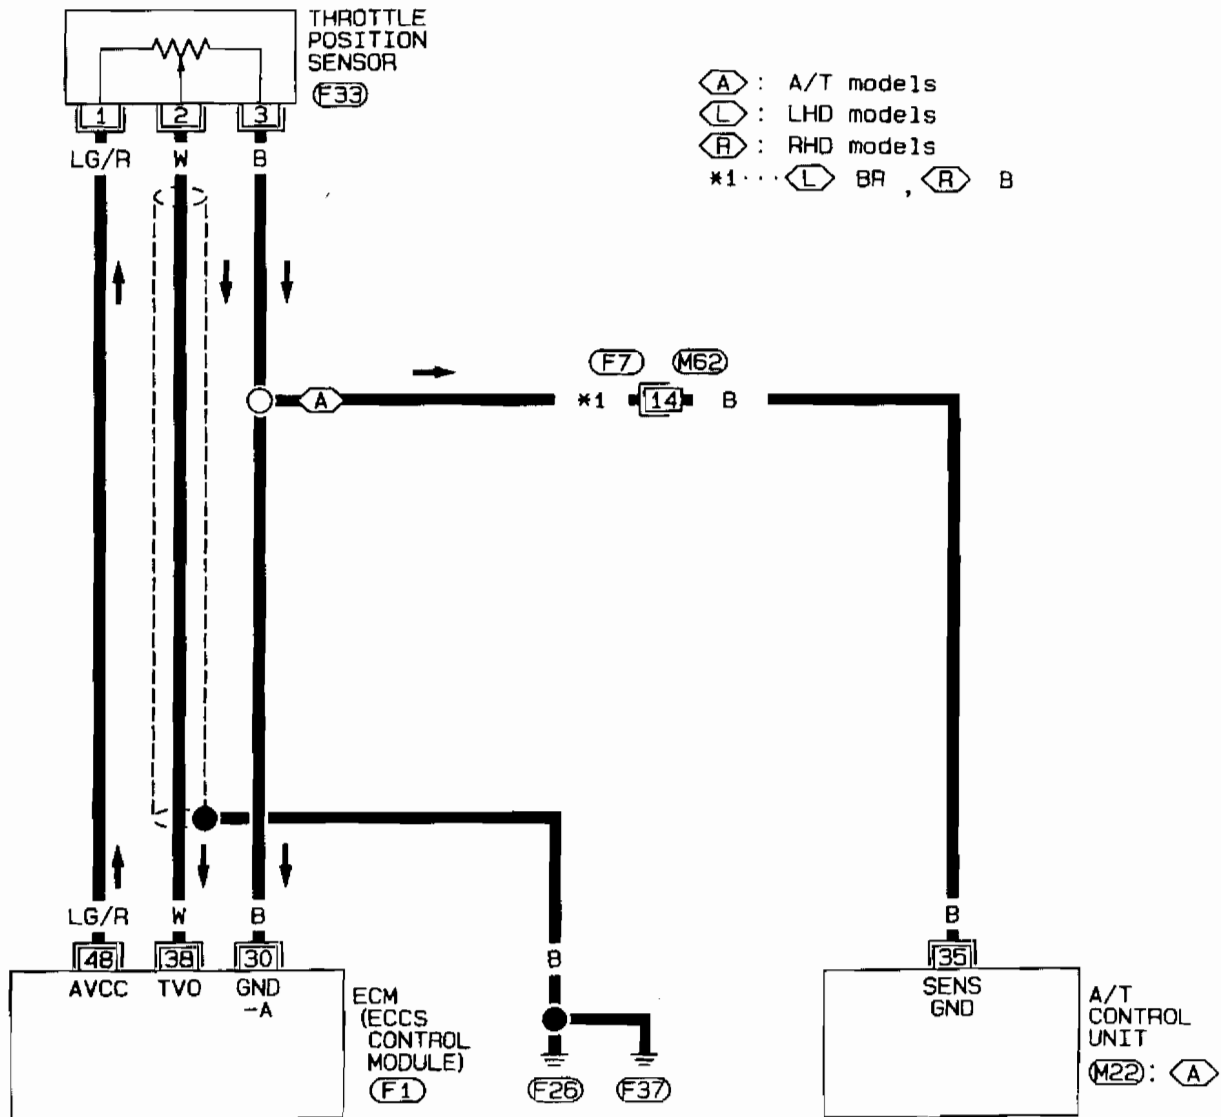 THROTTLE
POSITION
SENSOR
F33
1 2 3
LG/R W B
A : A/T models
L : LHD models
R : RHD models
*1··· L BR , R B
F7 M62
A *1 14 B
LG/R W B
B
B
48 38 30
35
AVCC TVO GND
-A
ECM
(ECCS
CONTROL
MODULE)
F1
F26 F37
SENS
GND
A/T
CONTROL
UNIT
M22 : A